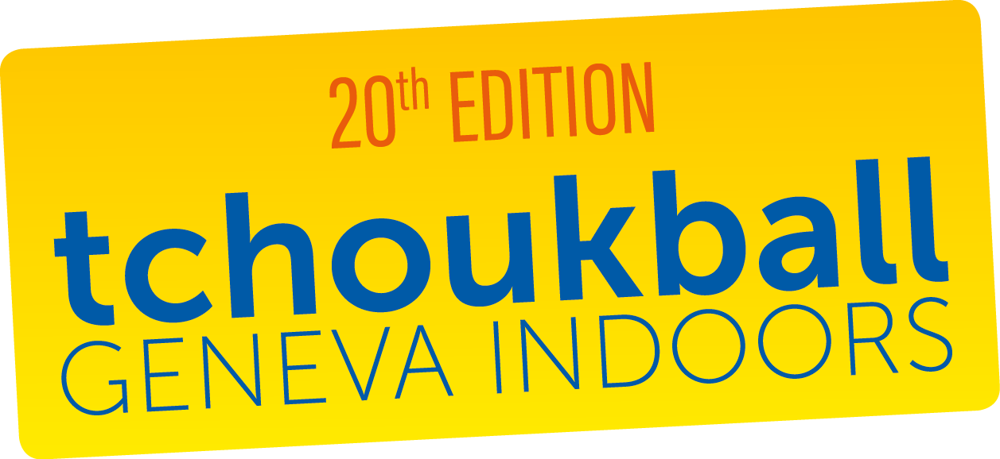 20th EDITION
tchoukball
GENEVA INDOORS